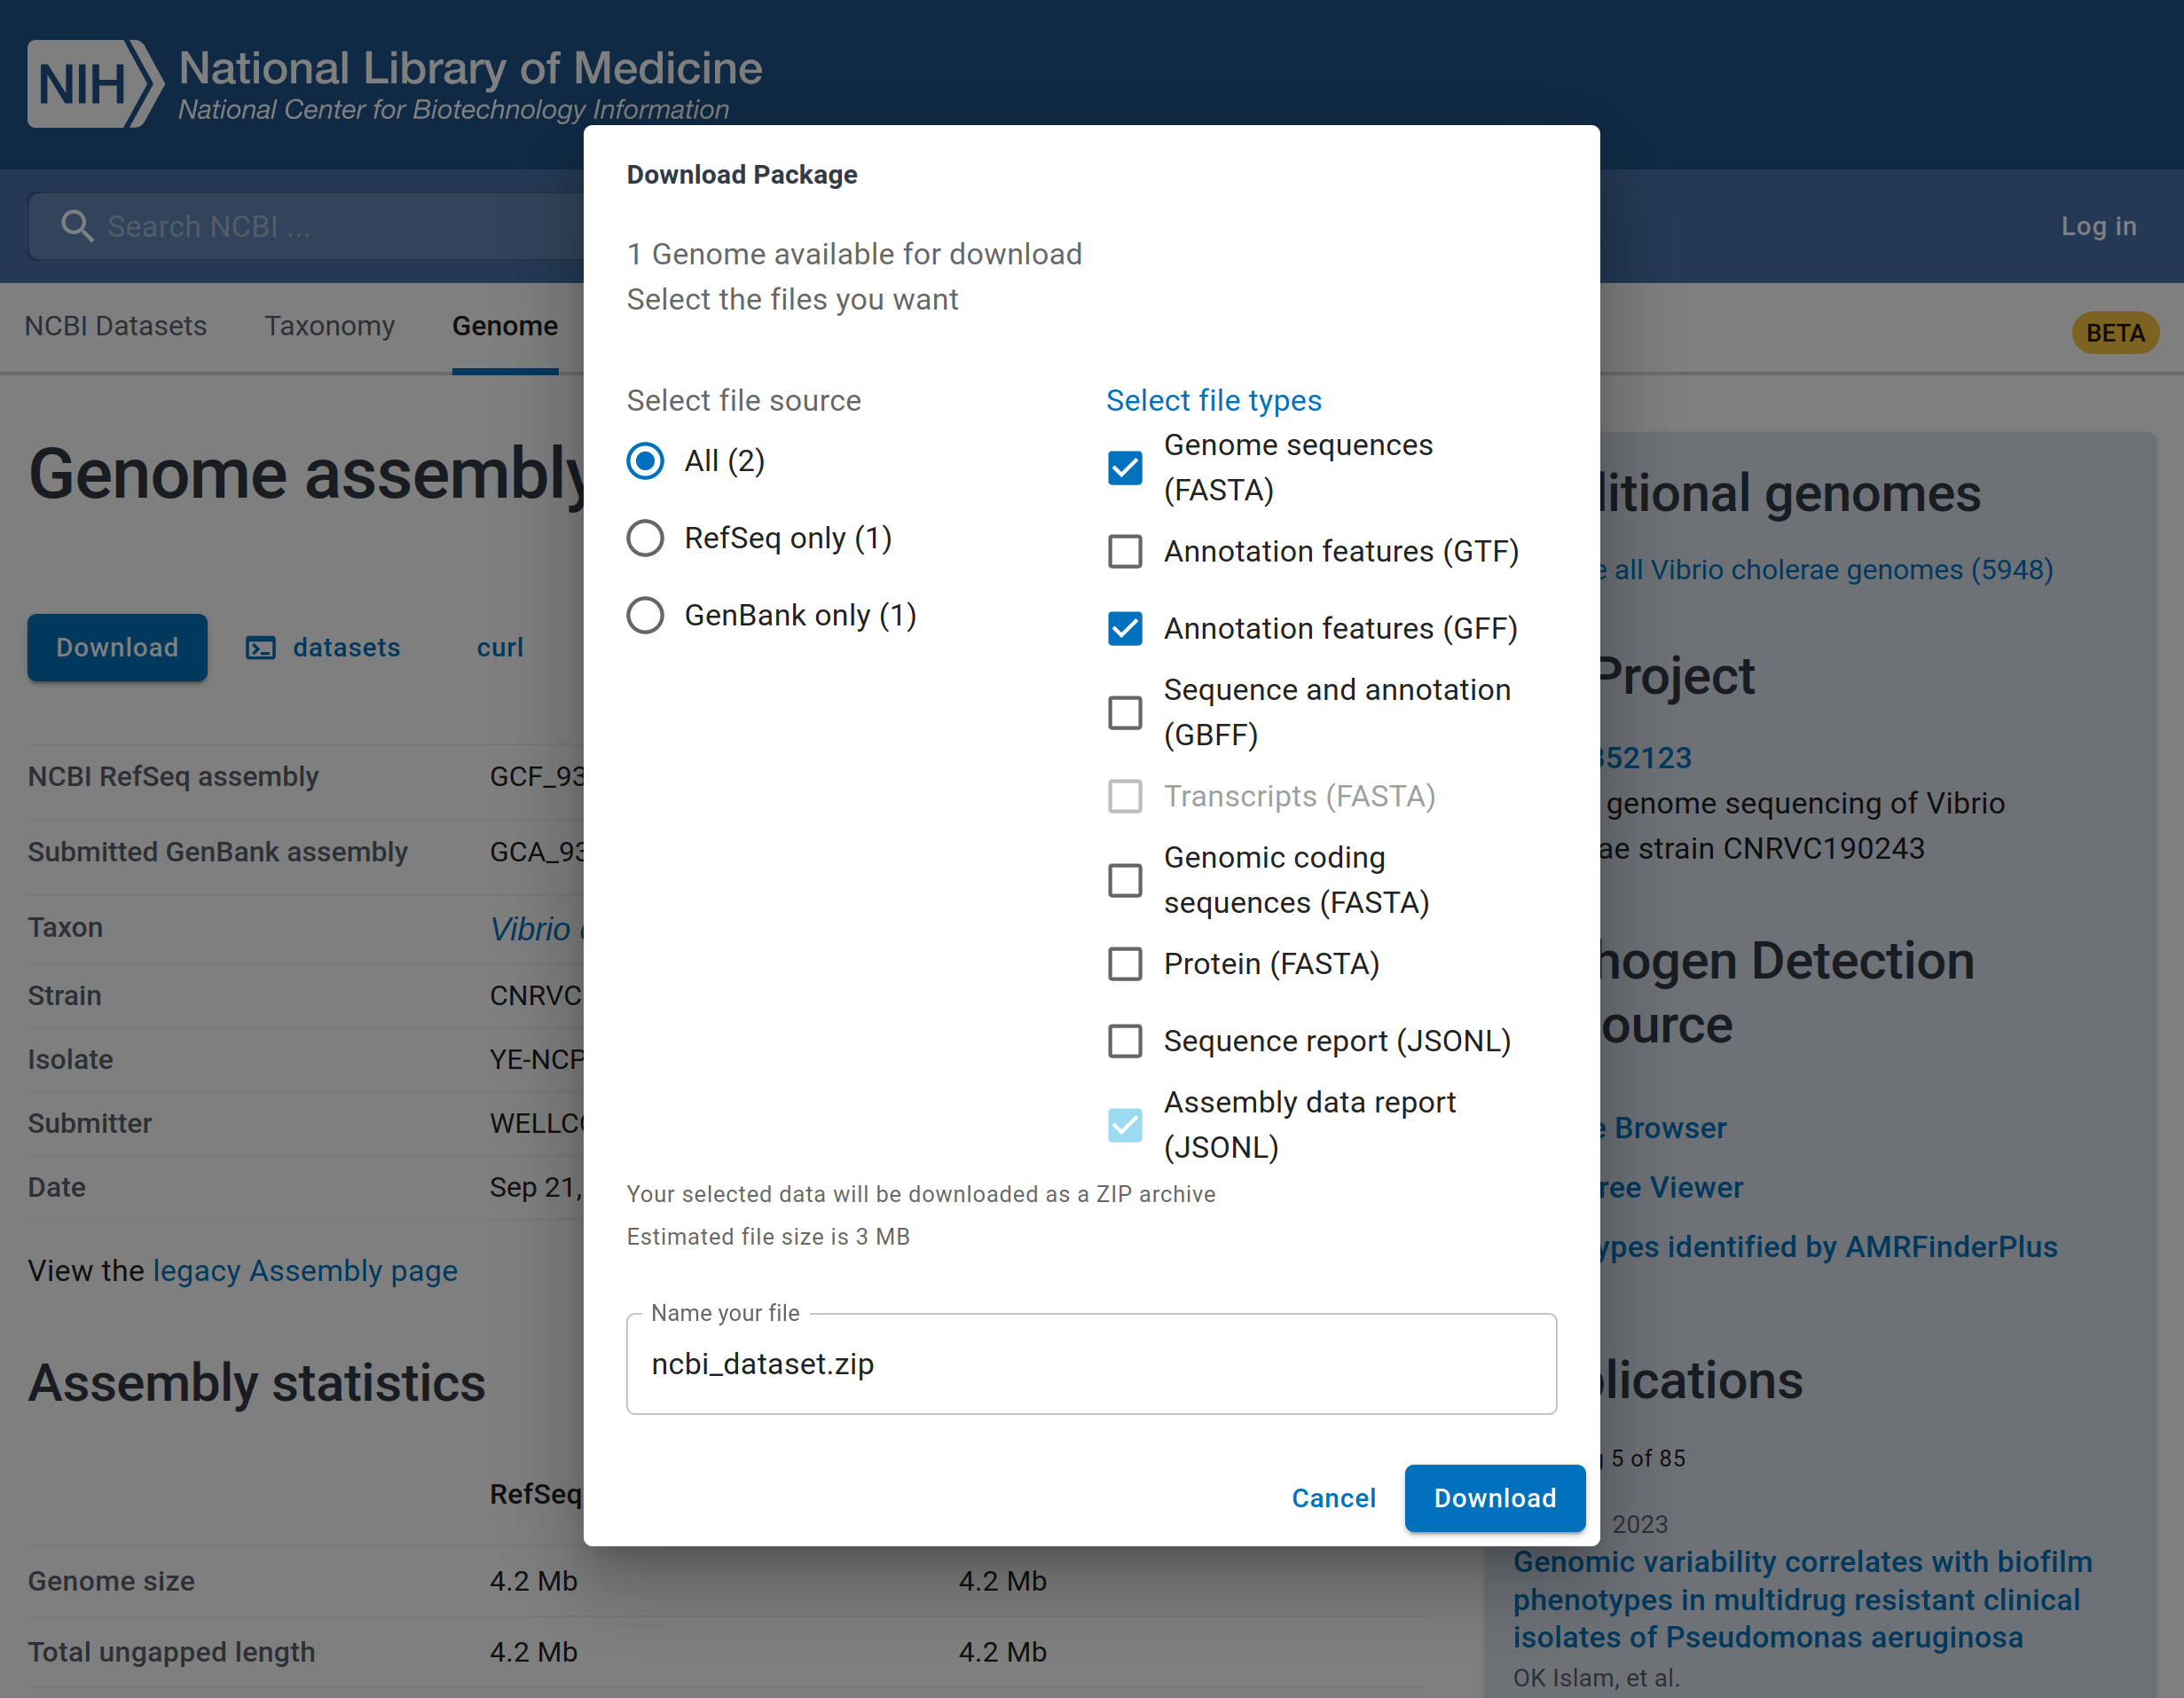 NIH National Library of Medicine
National Center for Biotechnology Information
Search NCBI ...
Log in
NCBI Datasets Taxonomy Genome
BETA
Genome assembly
Download datasets curl
NCBI RefSeq assembly GCF_93
Submitted GenBank assembly GCA_93
Taxon Vibrio
Strain CNRVC
Isolate YE-NCP
Submitter WELLCO
Date Sep 21,
View the legacy Assembly page
Assembly statistics
RefSeq
Genome size 4.2 Mb 4.2 Mb
Total ungapped length 4.2 Mb 4.2 Mb
Download Package
1 Genome available for download
Select the files you want
Select file source
All (2)
RefSeq only (1)
GenBank only (1)
Select file types
Genome sequences
(FASTA)
Annotation features (GTF)
Annotation features (GFF)
Sequence and annotation
(GBFF)
Transcripts (FASTA)
Genomic coding
sequences (FASTA)
Protein (FASTA)
Sequence report (JSONL)
Assembly data report
(JSONL)
Your selected data will be downloaded as a ZIP archive
Estimated file size is 3 MB
Name your file
ncbi_dataset.zip
Cancel Download
itional genomes
all Vibrio cholerae genomes (5948)
Project
52123
genome sequencing of Vibrio
ae strain CNRVC190243
hogen Detection
ource
e Browser
ree Viewer
ypes identified by AMRFinderPlus
lications
5 of 85
2023
Genomic variability correlates with biofilm
phenotypes in multidrug resistant clinical
isolates of Pseudomonas aeruginosa
OK Islam, et al.